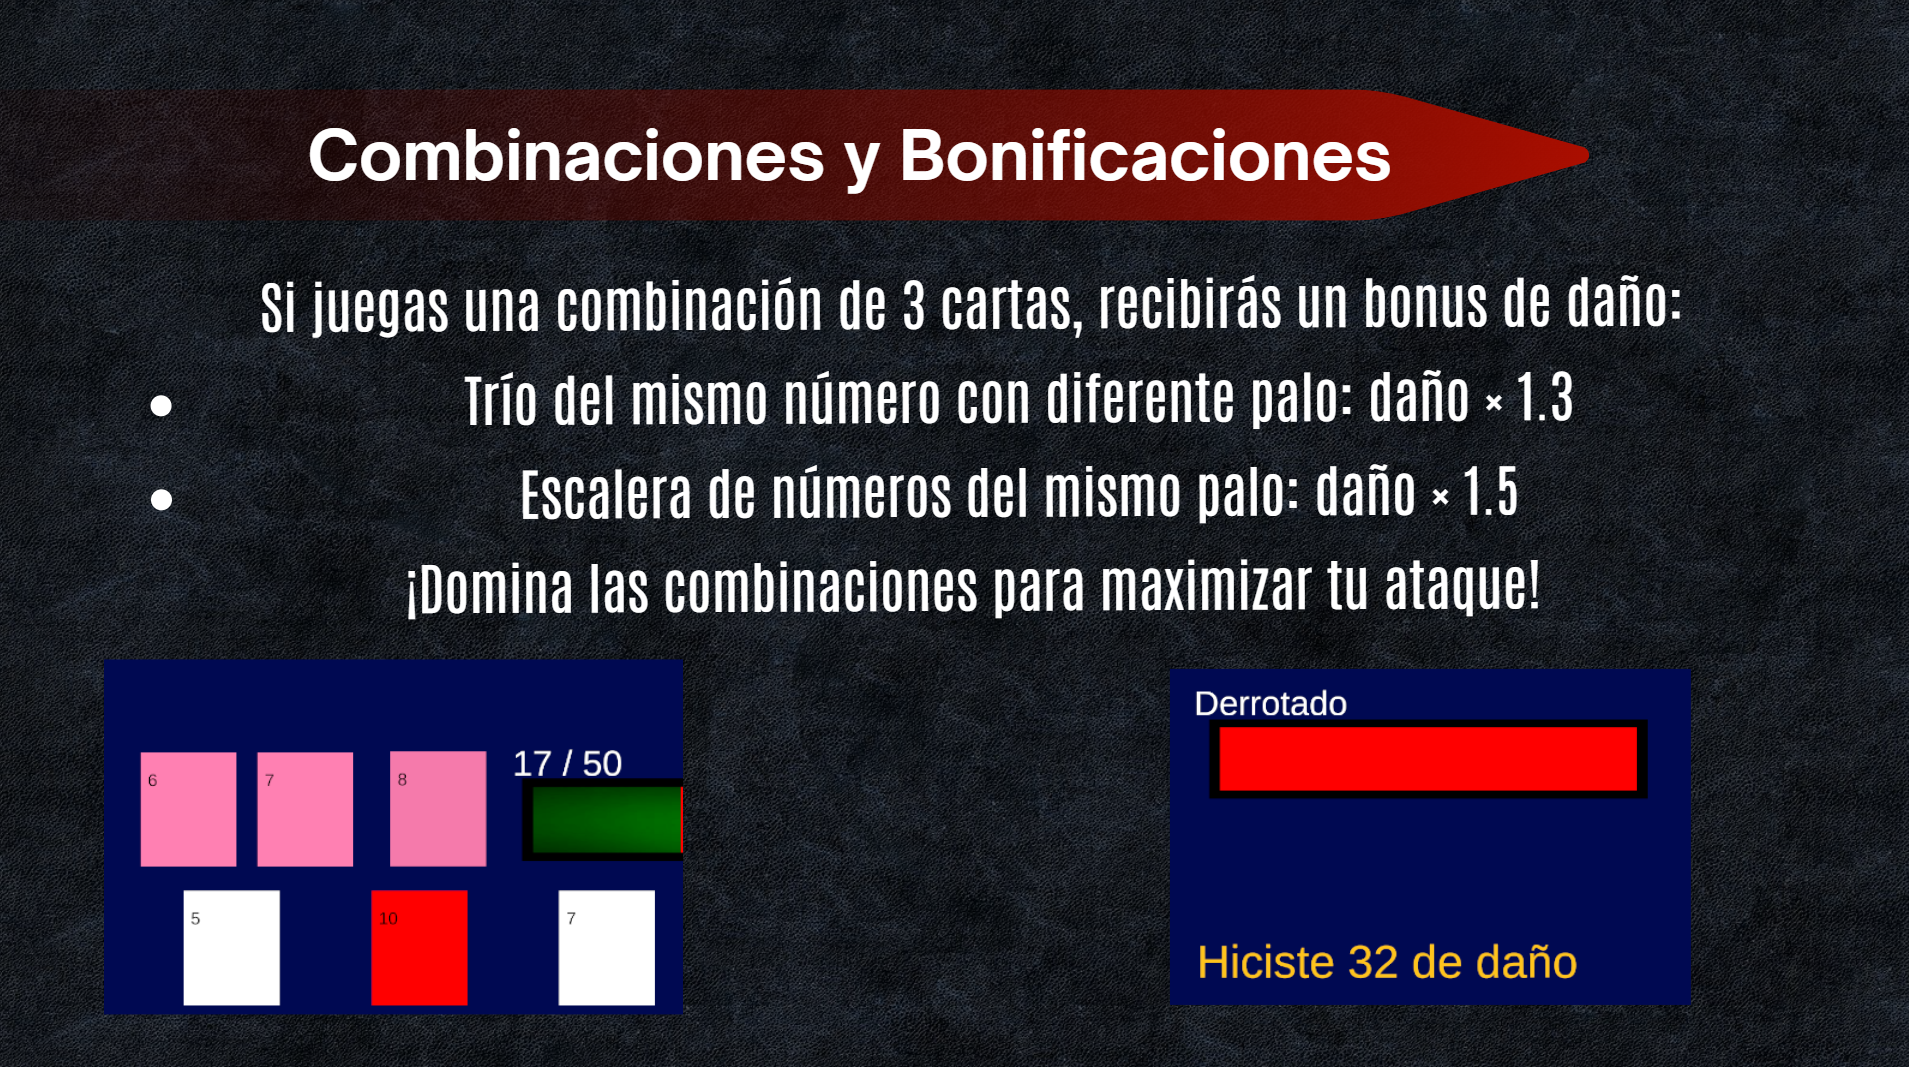 Combinaciones y Bonificaciones
Si juegas una combinación de 3 cartas, recibirás un bonus de daño:
• Trío del mismo número con diferente palo: daño × 1.3
• Escalera de números del mismo palo: daño × 1.5
¡Domina las combinaciones para maximizar tu ataque!
6 7 8 17 / 50
5 10 7
Derrotado
Hiciste 32 de daño